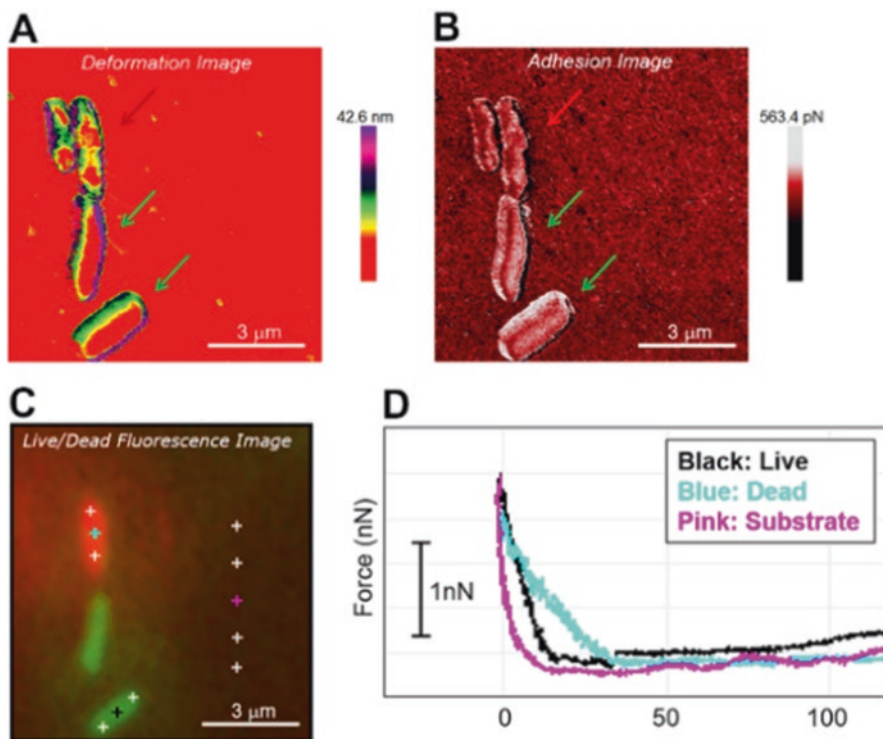 A
Deformation Image
42.6 nm
3 µm
B
Adhesion Image
563.4 pN
3 µm
C
Live/Dead Fluorescence Image
3 µm
D
Black: Live
Blue: Dead
Pink: Substrate
Force (nN)
1nN
0
50
100